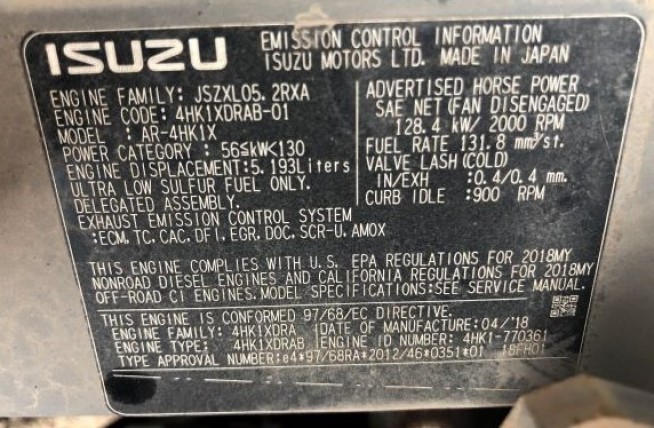 ISUZU EMISSION CONTROL INFORMATION
ISUZU MOTORS LTD. MADE IN JAPAN
ENGINE FAMILY: JSZXL05.2RXA
ENGINE CODE: 4HK1XDRAB-01
MODEL : AR-4HK1X
POWER CATEGORY : 56≤kW<130
ENGINE DISPLACEMENT:5.193Liters
ULTRA LOW SULFUR FUEL ONLY.
DELEGATED ASSEMBLY.
EXHAUST EMISSION CONTROL SYSTEM
:ECM, TC, CAC, DFI, EGR, DOC, SCR-U, AMOX
ADVERTISED HORSE POWER
SAE NET(FAN DISENGAGED)
128.4 kW/ 2000 RPM
FUEL RATE 131.8 mm³/st.
VALVE LASH(COLD)
IN/EXH :0.4/0.4 mm.
CURB IDLE :900 RPM
THIS ENGINE COMPLIES WITH U.S. EPA REGULATIONS FOR 2018MY
NONROAD DIESEL ENGINES AND CALIFORNIA REGULATIONS FOR 2018MY
OFF-ROAD CI ENGINES. MODEL SPECIFICATIONS:SEE SERVICE MANUAL.
THIS ENGINE IS CONFORMED 97/68/EC DIRECTIVE.
ENGINE FAMILY: 4HK1XDRA DATE OF MANUFACTURE:04/'18
ENGINE TYPE: 4HK1XDRAB ENGINE ID NUMBER: 4HK1-770361
TYPE APPROVAL NUMBER:e4*97/68RA*2012/46*0351*01 18FH01